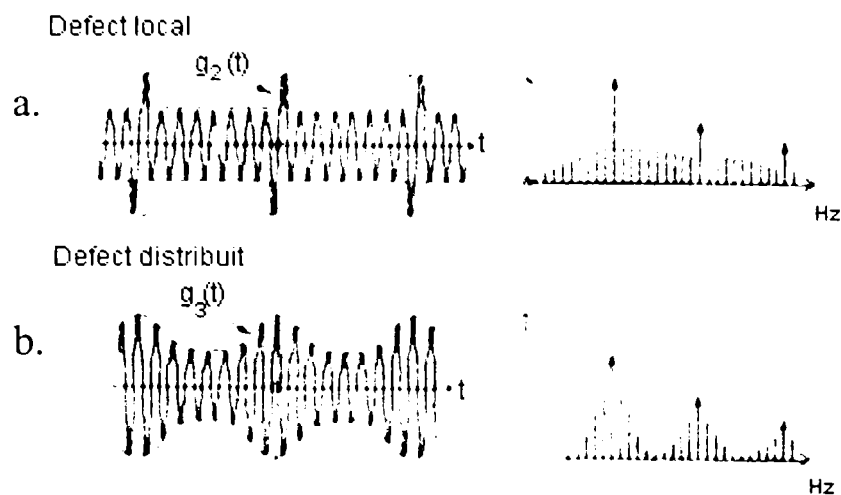 Defect local
g₂(t)
a.
t
Hz
Defect distribuit
g₃(t)
b.
t
Hz